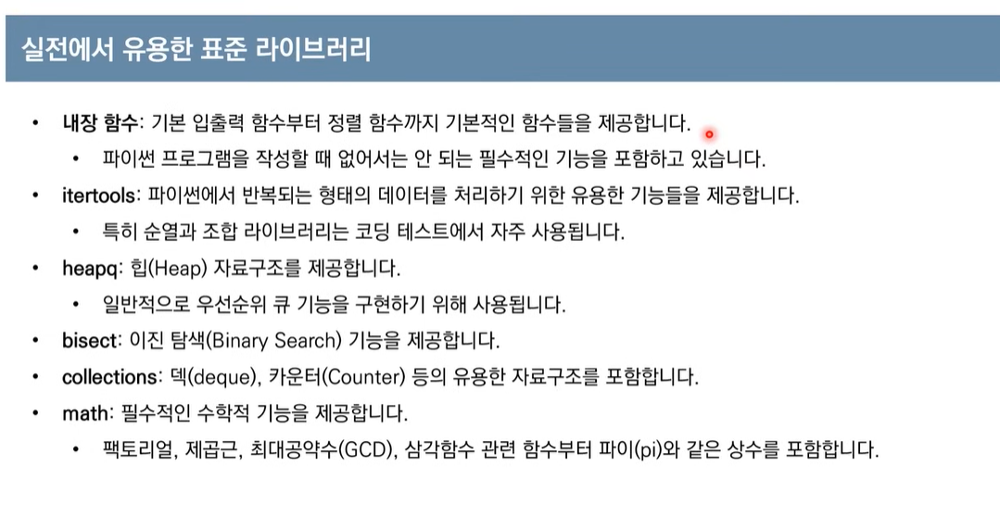 실전에서 유용한 표준 라이브러리
• 내장 함수: 기본 입출력 함수부터 정렬 함수까지 기본적인 함수들을 제공합니다.
• 파이썬 프로그램을 작성할 때 없어서는 안 되는 필수적인 기능을 포함하고 있습니다.
• itertools: 파이썬에서 반복되는 형태의 데이터를 처리하기 위한 유용한 기능들을 제공합니다.
• 특히 순열과 조합 라이브러리는 코딩 테스트에서 자주 사용됩니다.
• heapq: 힙(Heap) 자료구조를 제공합니다.
• 일반적으로 우선순위 큐 기능을 구현하기 위해 사용됩니다.
• bisect: 이진 탐색(Binary Search) 기능을 제공합니다.
• collections: 덱(deque), 카운터(Counter) 등의 유용한 자료구조를 포함합니다.
• math: 필수적인 수학적 기능을 제공합니다.
• 팩토리얼, 제곱근, 최대공약수(GCD), 삼각함수 관련 함수부터 파이(pi)와 같은 상수를 포함합니다.